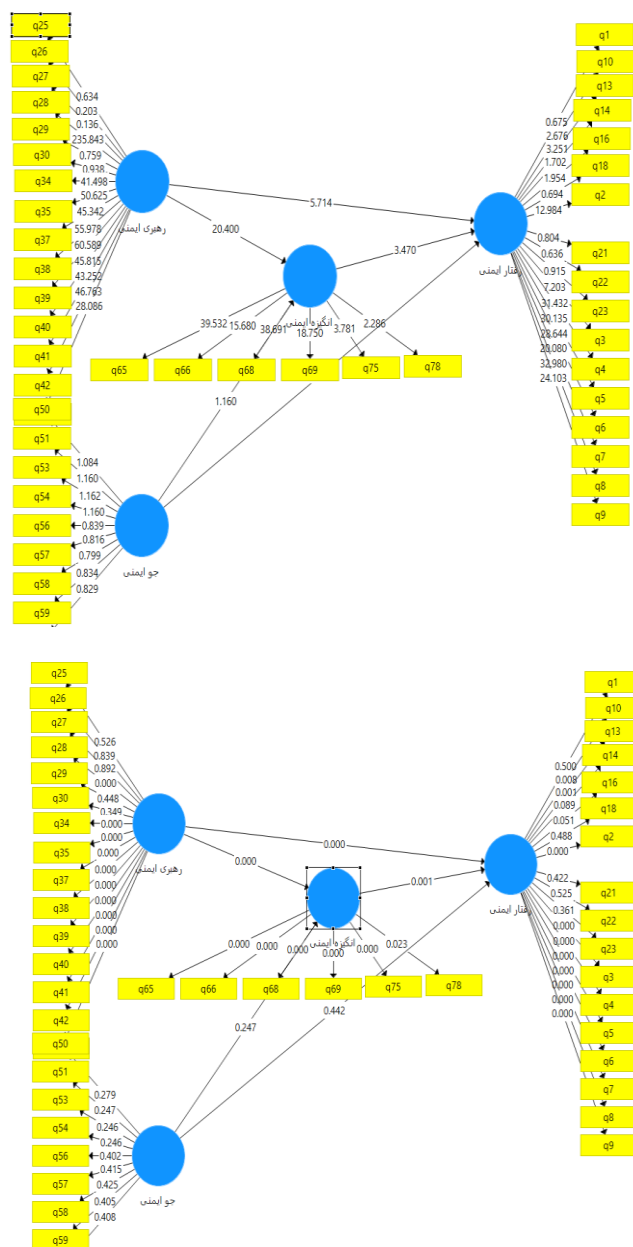 q25
q26
q27
q28
q29
q30
q34
q35
q37
q38
q39
q40
q41
q42
q50
q51
q53
q54
q56
q57
q58
q59
0.634
0.203
0.136
235.843
0.759
0.938
41.498
50.625
45.342
55.978
60.589
45.815
43.252
46.763
28.086
رهبری ایمنی
5.714
20.400
3.470
انگیزه ایمنی
39.532
15.680
38.691
18.750
3.781
2.286
q65
q66
q68
q69
q75
q78
1.160
1.084
1.160
1.162
1.160
0.839
0.816
0.799
0.834
0.829
جو ایمنی
q1
q10
q13
q14
q16
q18
q2
q21
q22
q23
q3
q4
q5
q6
q7
q8
q9
0.675
2.676
3.251
1.702
1.954
0.694
12.984
رفتار ایمنی
0.804
0.636
0.915
7.203
31.432
30.135
28.644
20.080
32.980
24.103
q25
q26
q27
q28
q29
q30
q34
q35
q37
q38
q39
q40
q41
q42
q50
q51
q53
q54
q56
q57
q58
q59
0.526
0.839
0.892
0.000
0.448
0.349
0.000
0.000
0.000
0.000
0.000
0.000
0.000
0.000
0.000
رهبری ایمنی
0.000
0.000
0.001
انگیزه ایمنی
0.000
0.000
0.000
0.000
0.000
0.023
q65
q66
q68
q69
q75
q78
0.247
0.442
0.279
0.247
0.246
0.246
0.402
0.415
0.425
0.405
0.408
جو ایمنی
q1
q10
q13
q14
q16
q18
q2
q21
q22
q23
q3
q4
q5
q6
q7
q8
q9
0.500
0.008
0.001
0.089
0.051
0.488
0.000
رفتار ایمنی
0.422
0.525
0.361
0.000
0.000
0.000
0.000
0.000
0.000
0.000